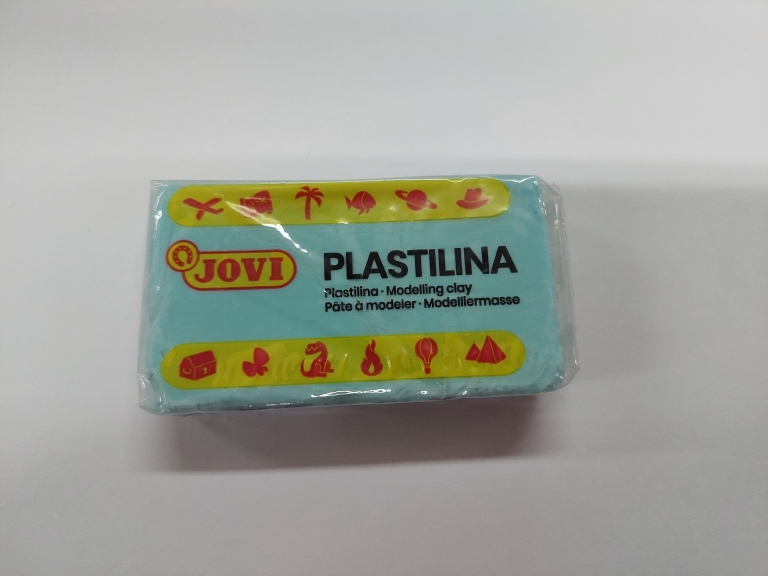 JOVI
PLASTILINA
Plastilina · Modelling clay
Pâte à modeler · Modelliermasse